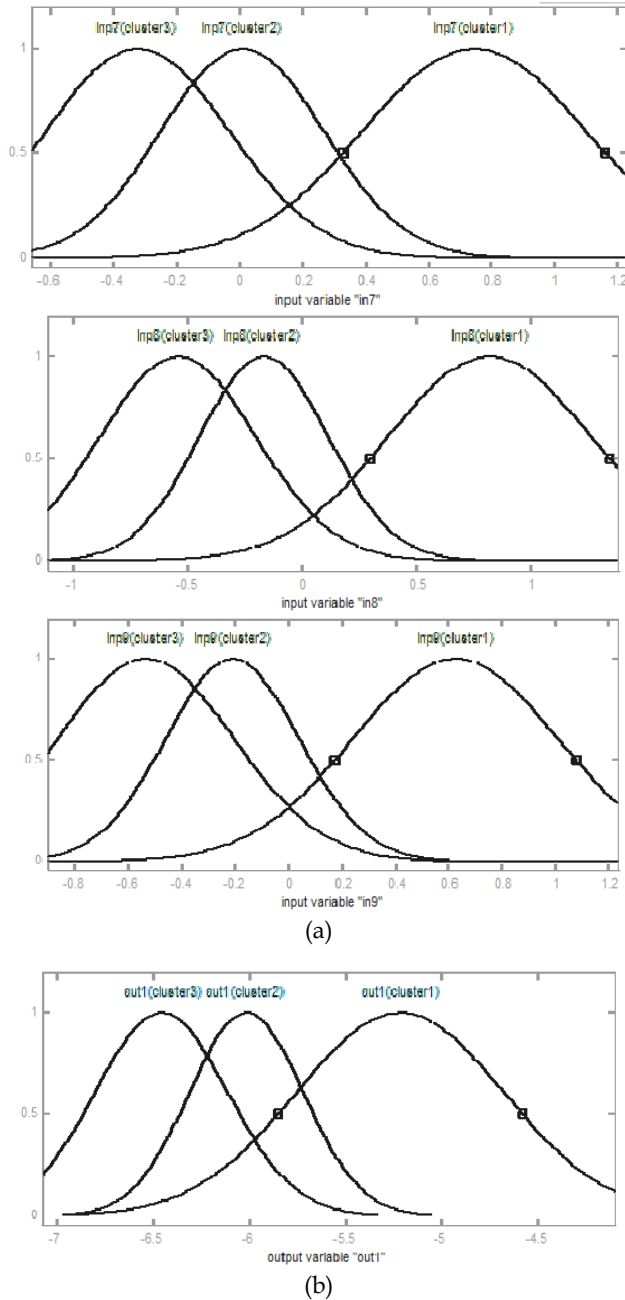 Inp7(cluster3) Inp7(cluster2) Inp7(cluster1)
1
0.5
0
-0.6 -0.4 -0.2 0 0.2 0.4 0.6 0.8 1 1.2
input variable "in7"
Inp8(cluster3) Inp8(cluster2) Inp8(cluster1)
1
0.5
0
-1 -0.5 0 0.5 1
input variable "in8"
Inp9(cluster3) Inp9(cluster2) Inp9(cluster1)
1
0.5
0
-0.8 -0.6 -0.4 -0.2 0 0.2 0.4 0.6 0.8 1 1.2
input variable "in9"
(a)
out1(cluster3) out1(cluster2) out1(cluster1)
1
0.5
0
-7 -6.5 -6 -5.5 -5 -4.5
output variable "out1"
(b)